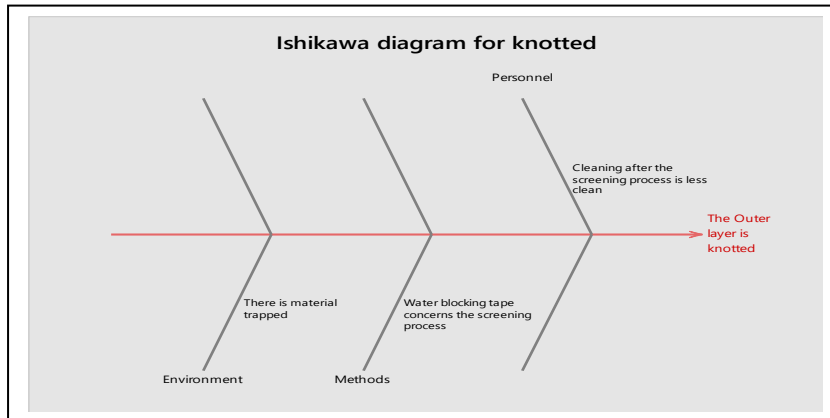 Ishikawa diagram for knotted
Personnel
Cleaning after the
screening process is less
clean
The Outer
layer is
knotted
There is material
trapped
Water blocking tape
concerns the screening
process
Environment
Methods